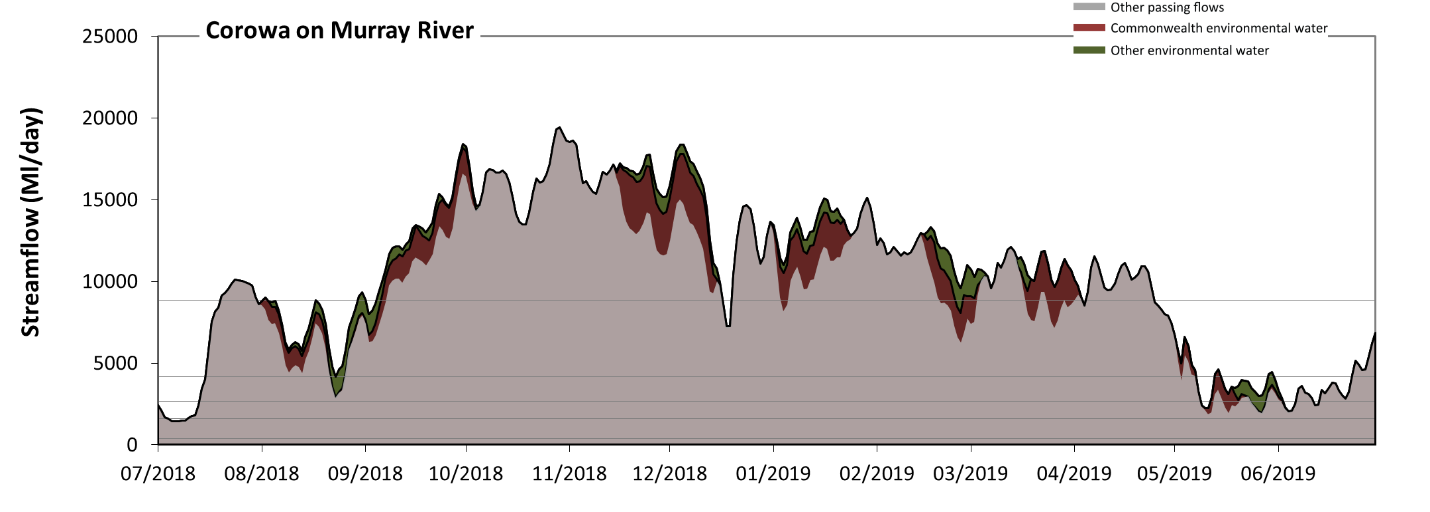 Other passing flows
Corowa on Murray River
Commonwealth environmental water
Other environmental water
Streamflow (Ml/day)
25000
20000
15000
10000
5000
0
07/2018 08/2018 09/2018 10/2018 11/2018 12/2018 01/2019 02/2019 03/2019 04/2019 05/2019 06/2019